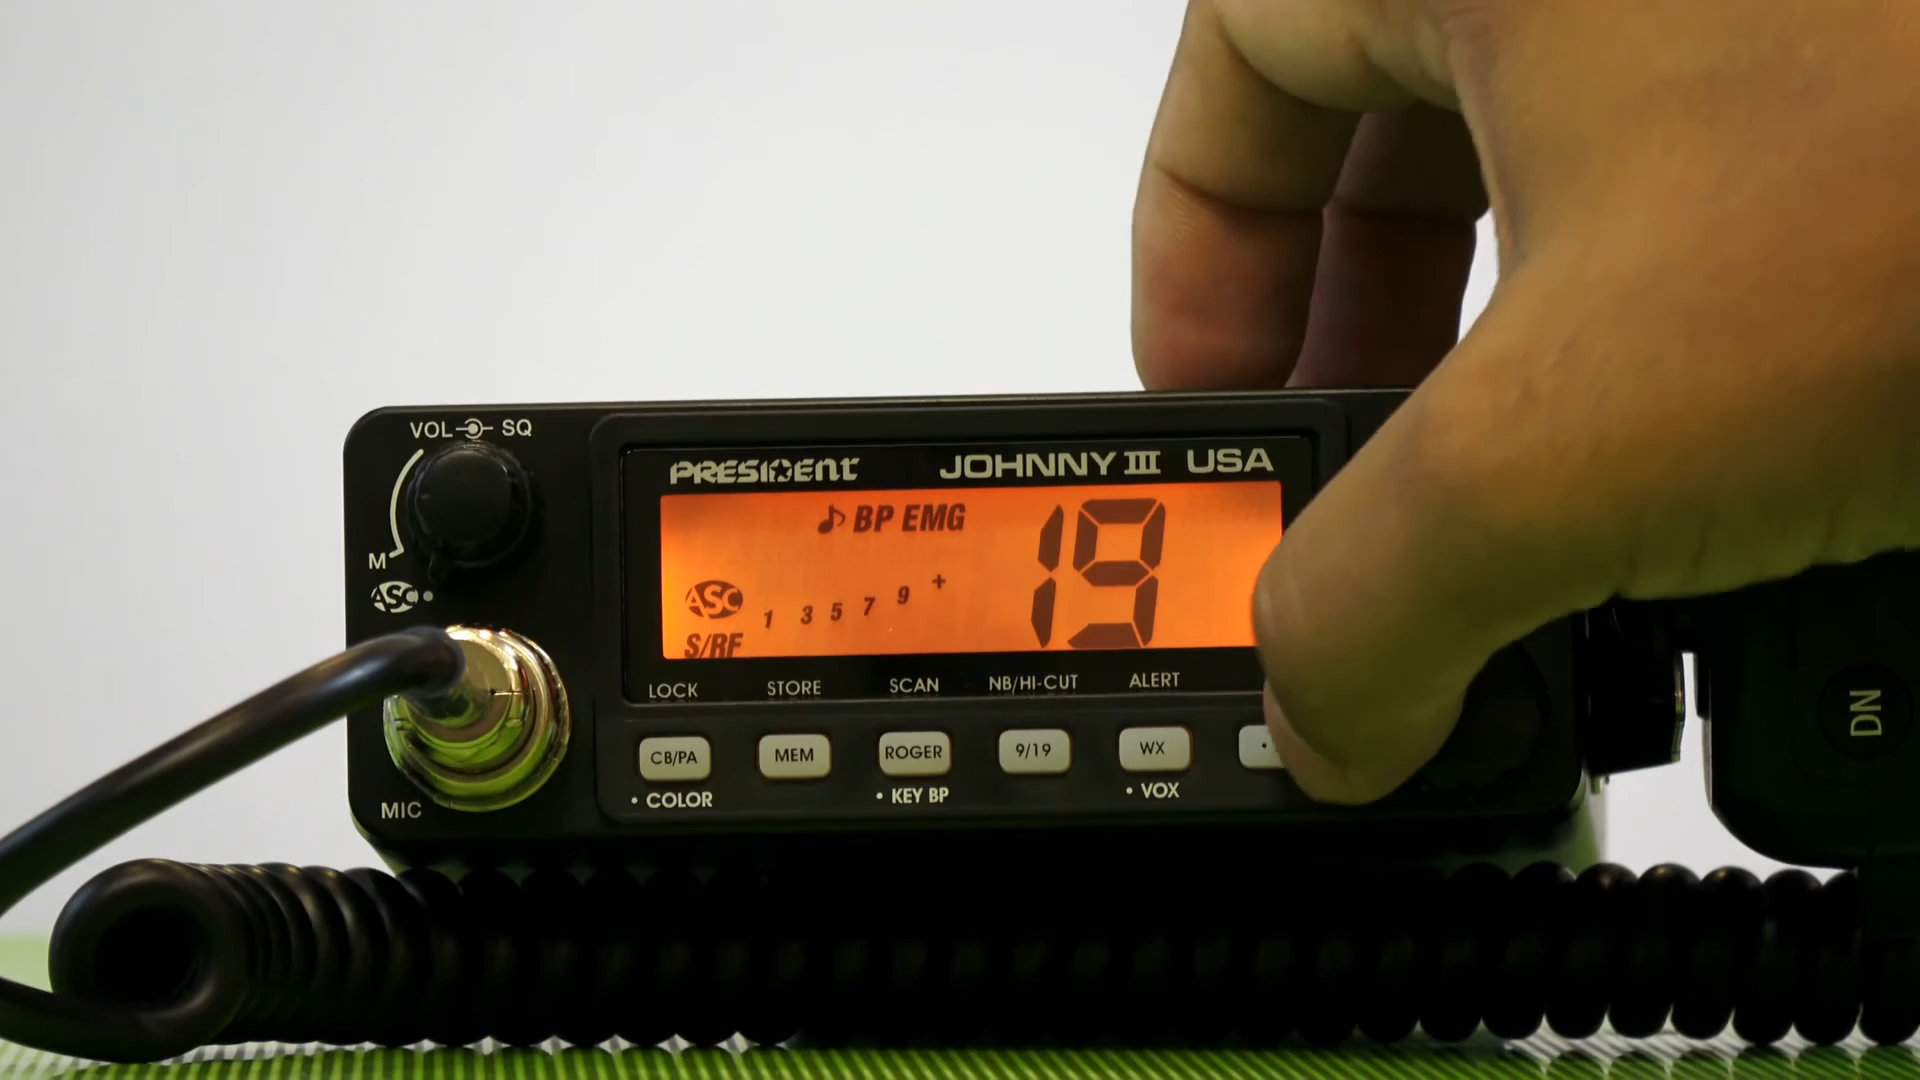 VOL SQ
M
ASC
MIC
PRESIDENT JOHNNY III USA
BP EMG
19
ASC 1 3 5 7 9 +
S/RF
LOCK STORE SCAN NB/HI-CUT ALERT
CB/PA MEM ROGER 9/19 WX
• COLOR • KEY BP • VOX
DN